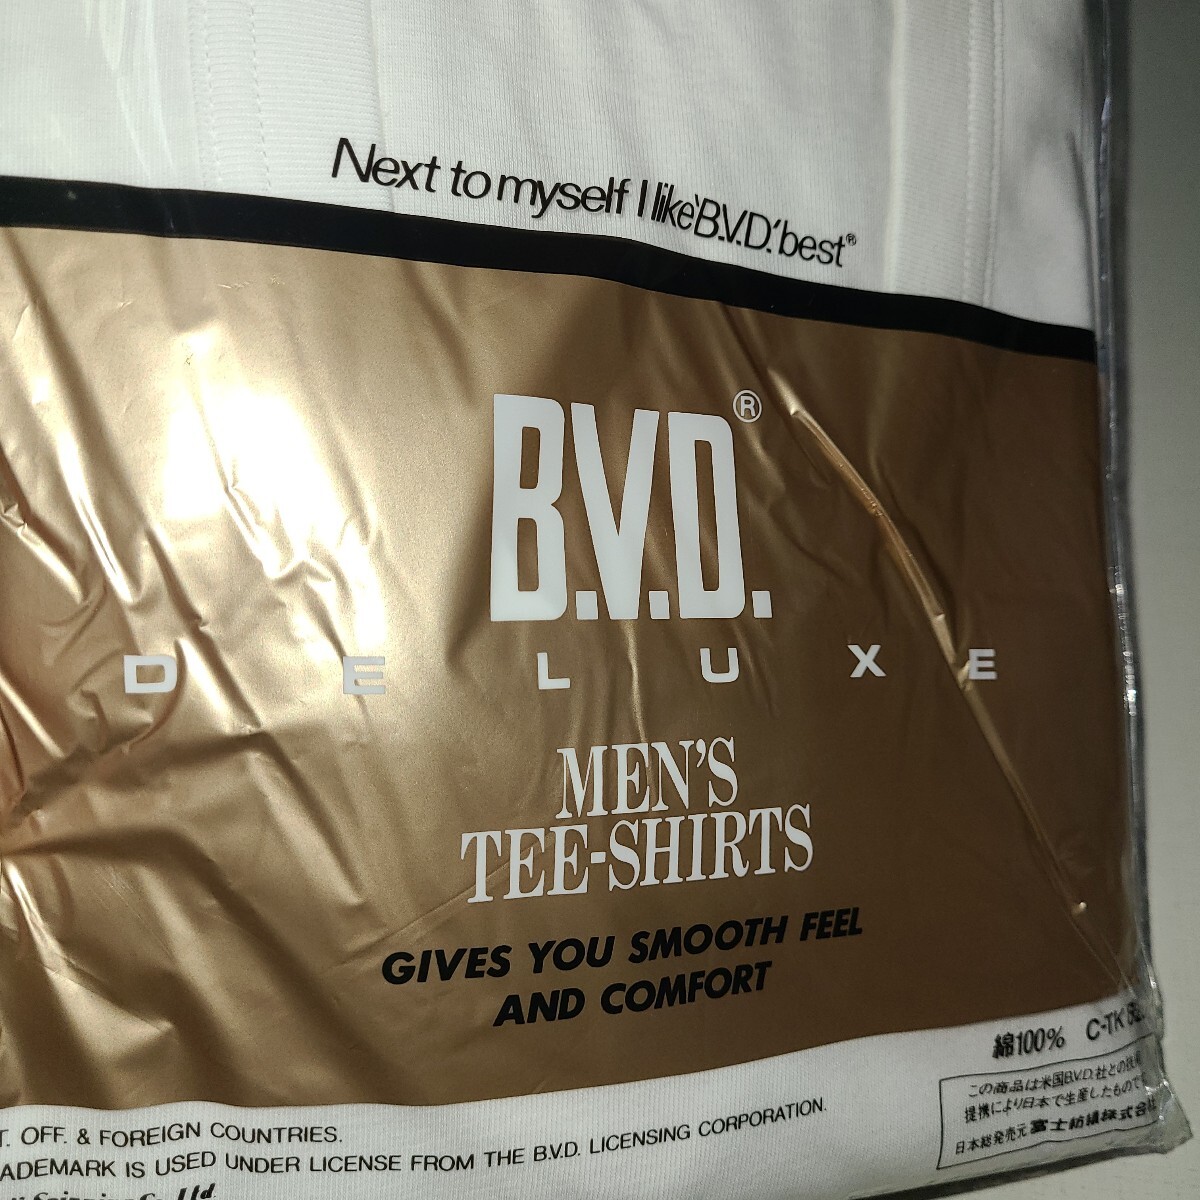 Next to myself I like 'B.V.D.' best®
B.V.D.®
DELUXE
MEN'S
TEE-SHIRTS
GIVES YOU SMOOTH FEEL
AND COMFORT
綿100% C-TK
この商品は米国B.V.D.社との技術
提携により日本で生産したもので
日本総発売元 富士紡績株式会社
OFF. & FOREIGN COUNTRIES.
IS USED UNDER LICENSE FROM THE B.V.D. LICENSING CORPORATION.
Spinning Co., Ltd.